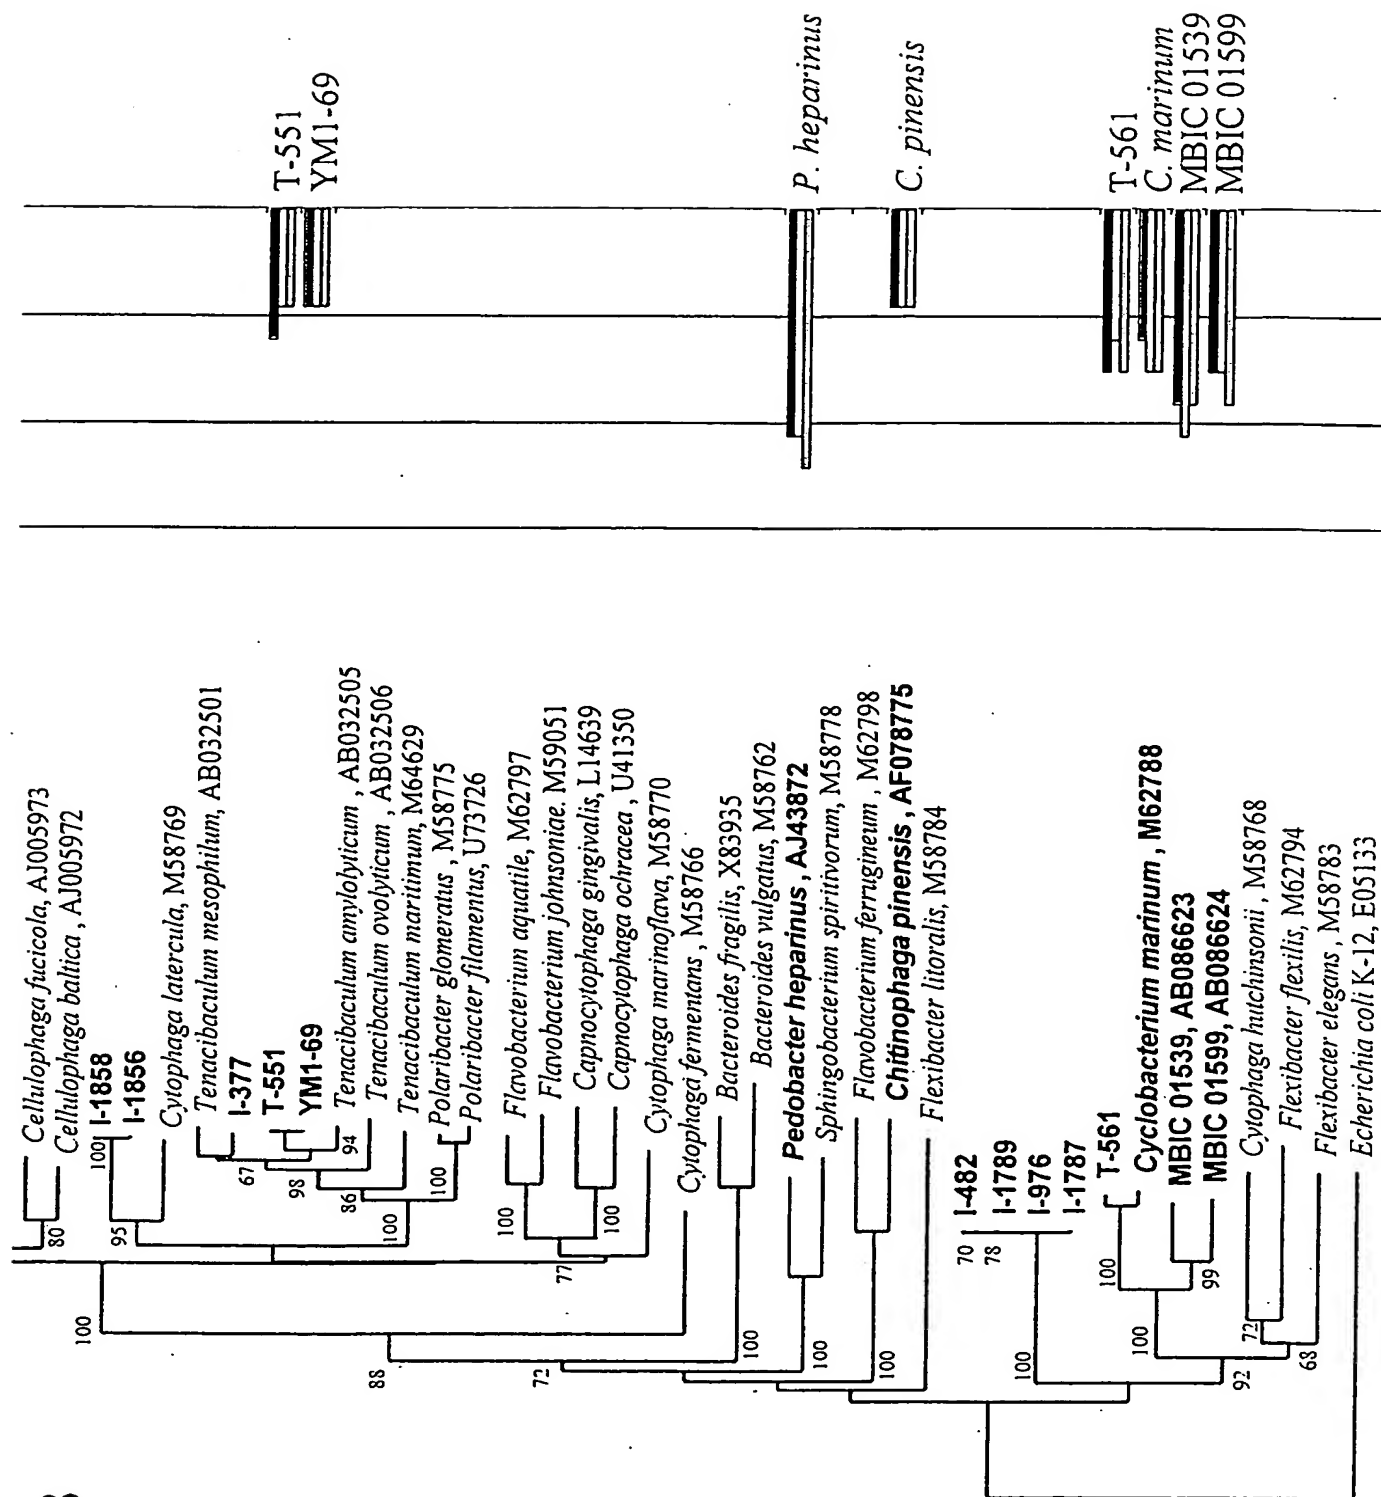 Cellulophaga fucicola, AJ005973
Cellulophaga baltica , AJ005972
80
I-1858
I-1856
100
Cytophaga latercula, M58769
95
Tenacibaculum mesophilum, AB032501
I-377
T-551
YM1-69
67
Tenacibaculum amylolyticum , AB032505
94
98
Tenacibaculum ovolyticum , AB032506
86
Tenacibaculum maritimum, M64629
100
Polaribacter glomeratus , M58775
Polaribacter filamentus, U73726
100
Flavobacterium aquatile, M62797
Flavobacterium johnsoniae. M59051
100
Capnocytophaga gingivalis, L14639
Capnocytophaga ochracea , U41350
100
77
Cytophaga marinoflava, M58770
100
Cytophaga fermentans , M58766
88
Bacteroides fragilis, X83935
Bacteroides vulgatus, M58762
100
72
Pedobacter heparinus , AJ43872
Sphingobacterium spiritivorum, M58778
100
Flavobacterium ferrugineum , M62798
Chitinophaga pinensis , AF078775
100
Flexibacter litoralis, M58784
I-482
I-1789
I-976
I-1787
70
78
100
T-561
Cyclobacterium marinum , M62788
100
MBIC 01539, AB086623
MBIC 01599, AB086624
99
100
Cytophaga hutchinsonii , M58768
Flexibacter flexilis, M62794
72
Flexibacter elegans , M58783
68
92
Echerichia coli K-12, E05133
T-551
YM1-69
P. heparinus
C. pinensis
T-561
C. marinum
MBIC 01539
MBIC 01599